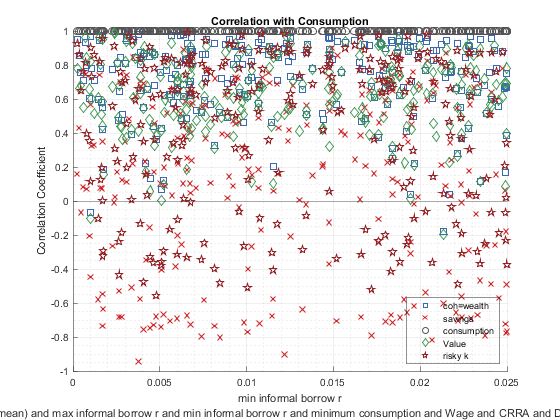 Correlation with Consumption
Correlation Coefficient
1
0.8
0.6
0.4
0.2
0
-0.2
-0.4
-0.6
-0.8
-1
0
0.005
0.01
0.015
0.02
0.025
coh=wealth
savings
consumption
Value
risky k
min informal borrow r
mean) and max informal borrow r and min informal borrow r and minimum consumption and Wage and CRRA and